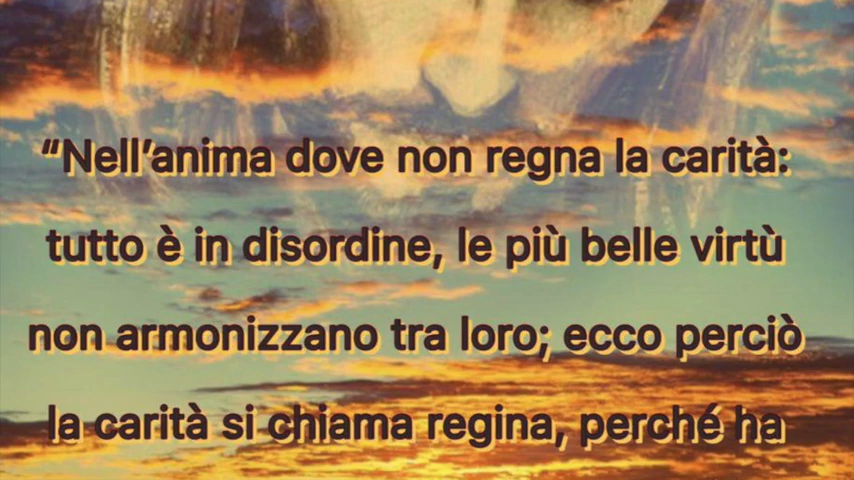 “Nell’anima dove non regna la carità:
tutto è in disordine, le più belle virtù
non armonizzano tra loro; ecco perciò
la carità si chiama regina, perché ha